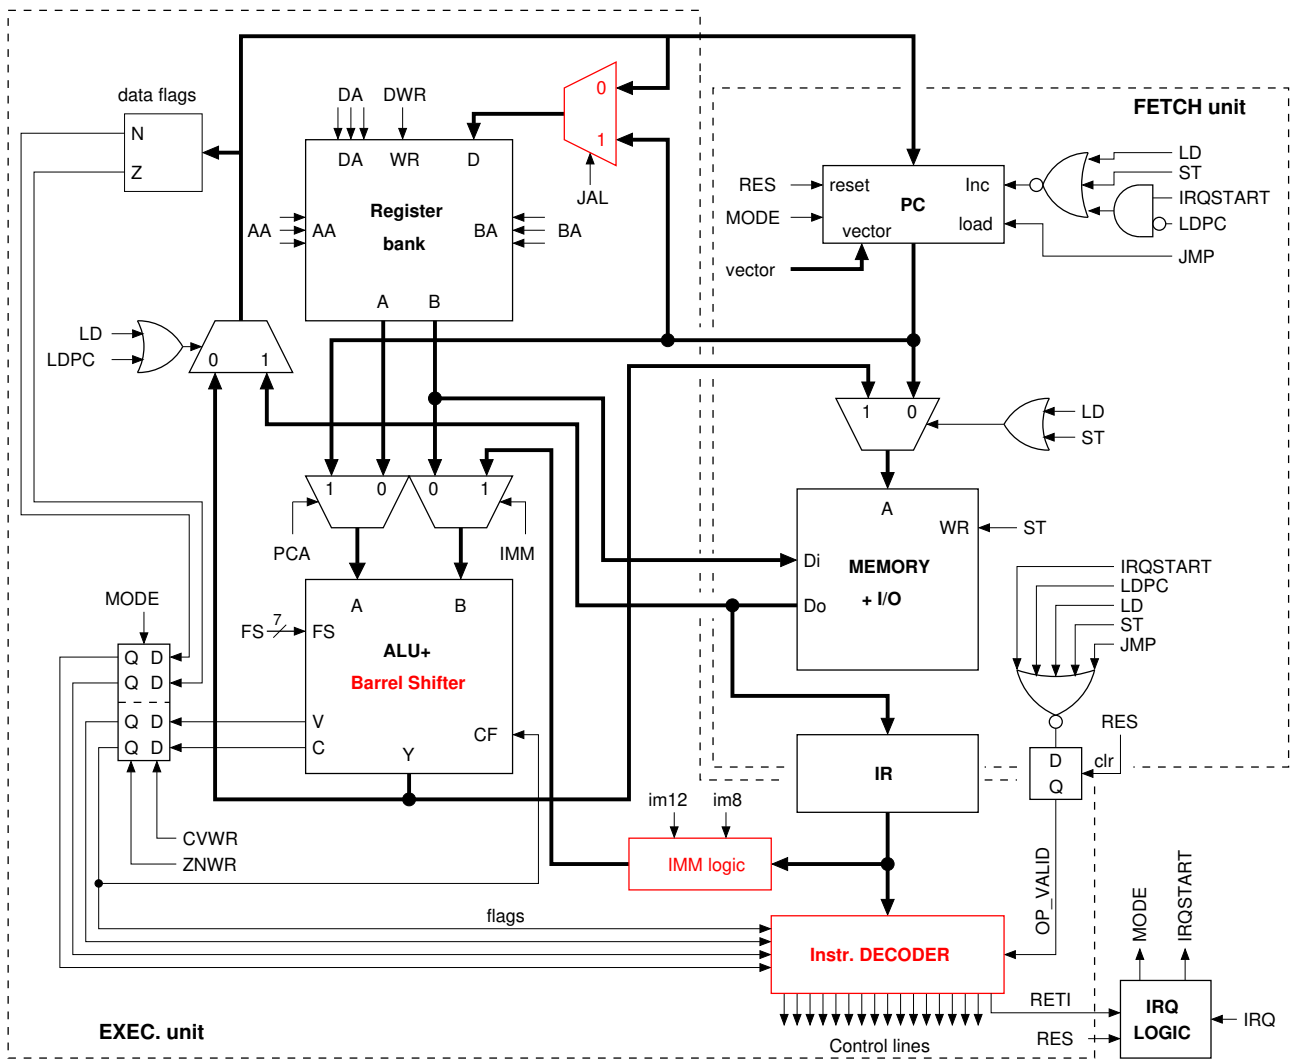 data flags
N
Z
DA
DWR
DA
WR
D
0
1
JAL
AA
AA
Register
bank
BA
BA
A
B
FETCH unit
RES
reset
Inc
MODE
PC
vector
load
vector
LD
ST
IRQSTART
LDPC
JMP
LD
LDPC
0
1
1
0
LD
ST
1
0
0
1
PCA
IMM
A
WR
ST
Di
MEMORY
+ I/O
Do
IRQSTART
LDPC
LD
ST
JMP
MODE
Q D
Q D
Q D
Q D
CVWR
ZNWR
A
B
FS
7
FS
ALU+
Barrel Shifter
V
C
CF
Y
RES
D
clr
Q
IR
im12
im8
IMM logic
OP_VALID
flags
Instr. DECODER
MODE
IRQSTART
RETI
IRQ
LOGIC
IRQ
RES
Control lines
EXEC. unit